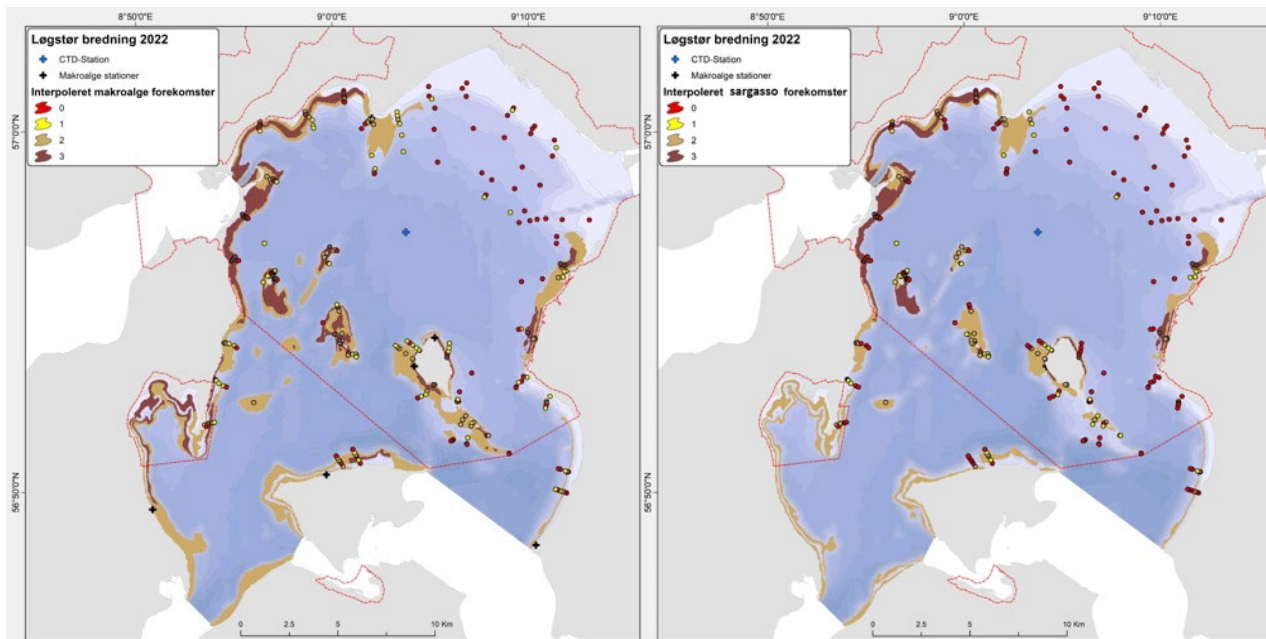 8°50'0"E 9°0'0"E 9°10'0"E
Løgstør bredning 2022
CTD-Station
Makroalge stationer
Interpoleret makroalge forekomster
0
1
2
3
57°0'0"N
56°50'0"N
0 2.5 5 10 Km
8°50'0"E 9°0'0"E 9°10'0"E
Løgstør bredning 2022
CTD-Station
Makroalge stationer
Interpoleret sargasso forekomster
0
1
2
3
57°0'0"N
56°50'0"N
0 2.5 5 10 Km